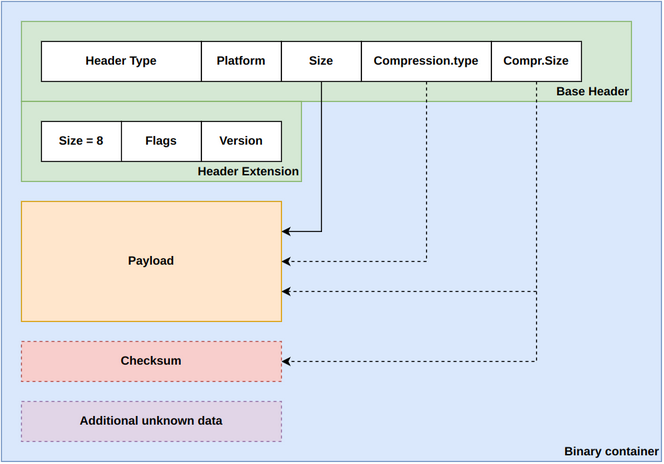 Header Type
Platform
Size
Compression.type
Compr.Size
Base Header
Size = 8
Flags
Version
Header Extension
Payload
Checksum
Additional unknown data
Binary container